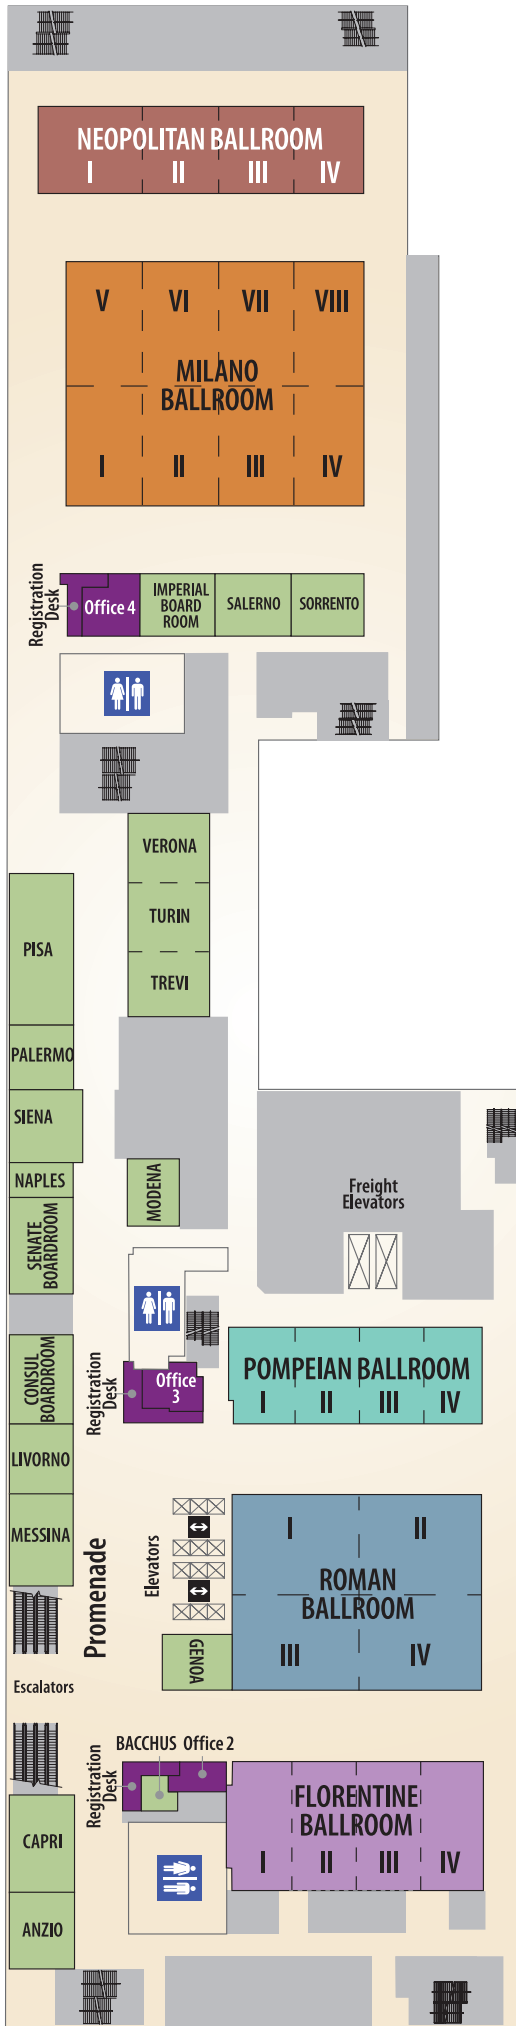 NEOPOLITAN BALLROOM
I II III IV
V VI VII VIII
MILANO
BALLROOM
I II III IV
Registration
Desk
Office 4
IMPERIAL
BOARD
ROOM
SALERNO
SORRENTO
VERONA
TURIN
TREVI
PISA
PALERMO
SIENA
NAPLES
SENATE
BOARDROOM
MODENA
Freight
Elevators
CONSUL
BOARDROOM
Registration
Desk
Office
3
POMPEIAN BALLROOM
I II III IV
LIVORNO
MESSINA
Promenade
Elevators
I II
ROMAN
BALLROOM
III IV
GENOA
Escalators
BACCHUS Office 2
Registration
Desk
FLORENTINE
BALLROOM
I II III IV
CAPRI
ANZIO